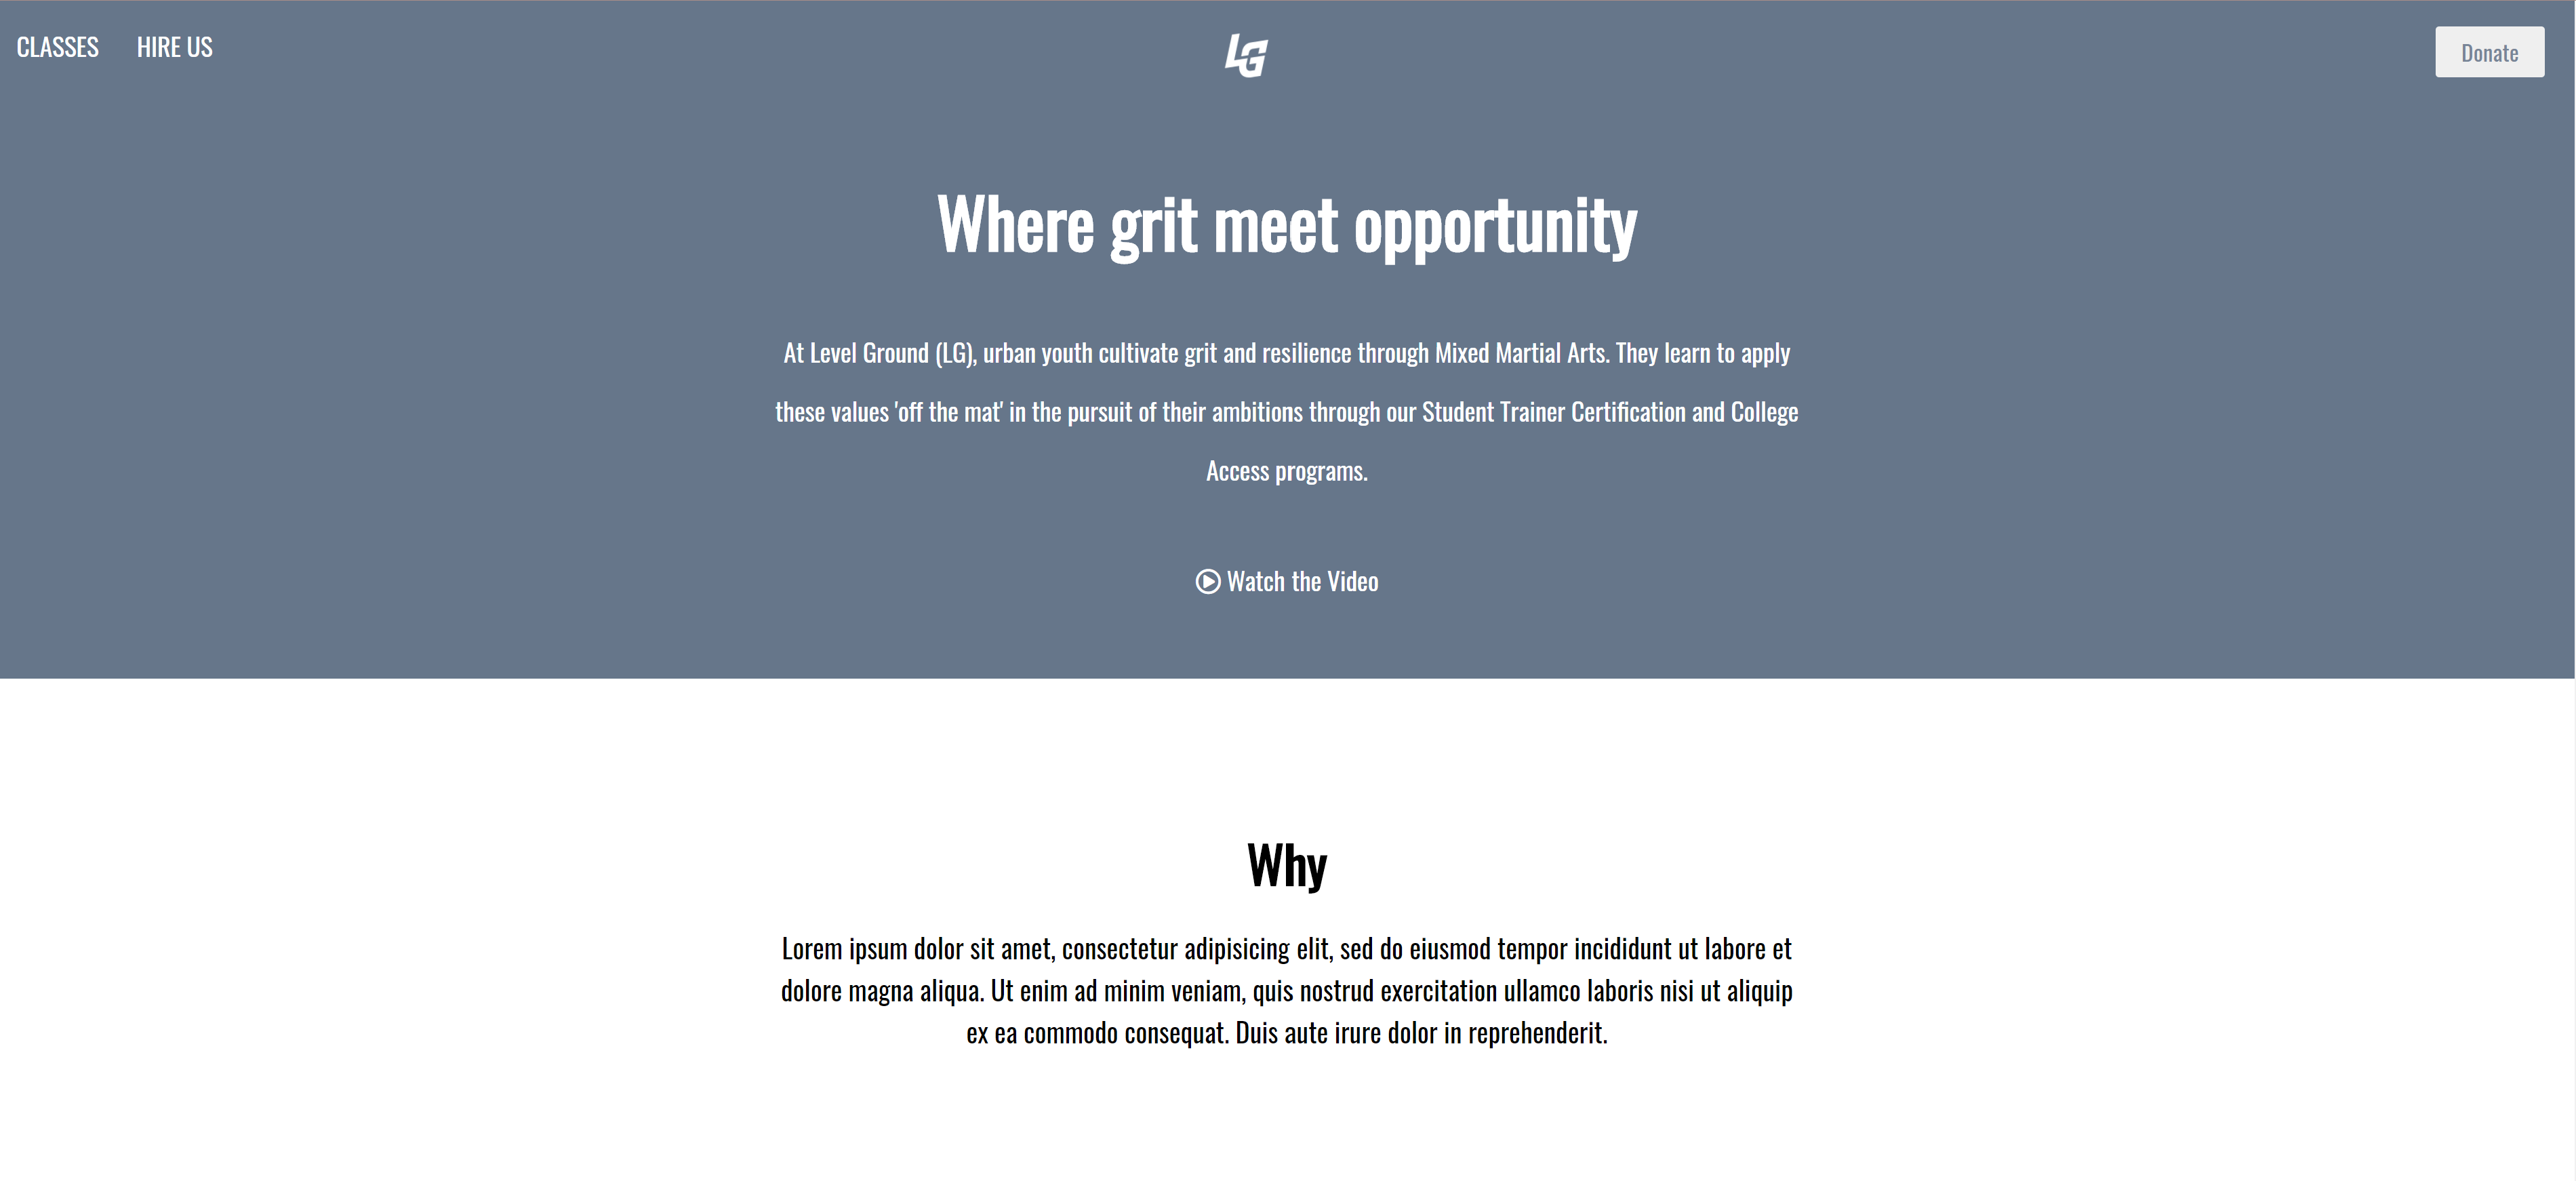 CLASSES HIRE US LG Donate
Where grit meet opportunity
At Level Ground (LG), urban youth cultivate grit and resilience through Mixed Martial Arts. They learn to apply
these values 'off the mat' in the pursuit of their ambitions through our Student Trainer Certification and College
Access programs.
Watch the Video
Why
Lorem ipsum dolor sit amet, consectetur adipisicing elit, sed do eiusmod tempor incididunt ut labore et
dolore magna aliqua. Ut enim ad minim veniam, quis nostrud exercitation ullamco laboris nisi ut aliquip
ex ea commodo consequat. Duis aute irure dolor in reprehenderit.